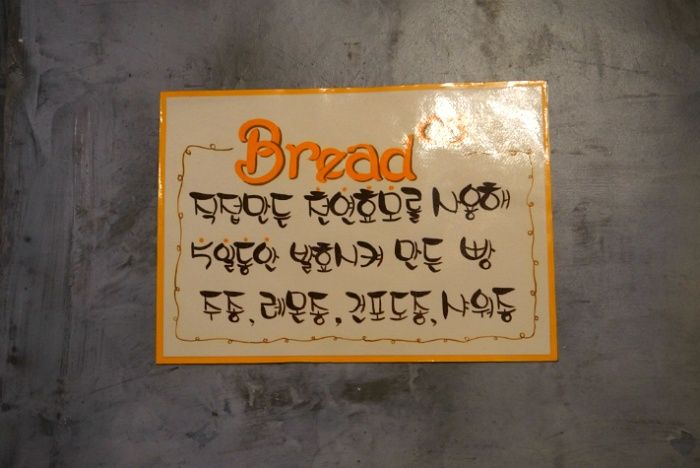 Bread
직접만든 천연효모를 사용해
5일동안 발효시켜 만든 빵
주종, 레몬종, 건포도종, 샤워종